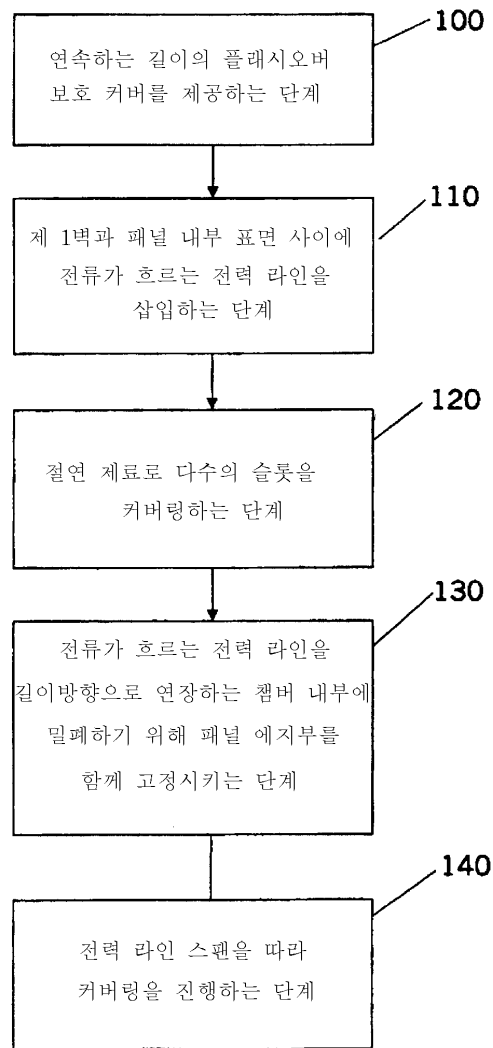 100
연속하는 길이의 플래시오버
보호 커버를 제공하는 단계
110
제 1벽과 패널 내부 표면 사이에
전류가 흐르는 전력 라인을
삽입하는 단계
120
절연 제료로 다수의 슬롯을
커버링하는 단계
130
전류가 흐르는 전력 라인을
길이방향으로 연장하는 챔버 내부에
밀폐하기 위해 패널 에지부를
함께 고정시키는 단계
140
전력 라인 스팬을 따라
커버링을 진행하는 단계